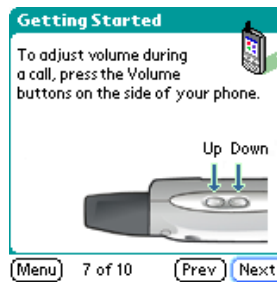 Getting Started
To adjust volume during
a call, press the Volume
buttons on the side of your phone.
Up Down
Menu 7 of 10 Prev Next